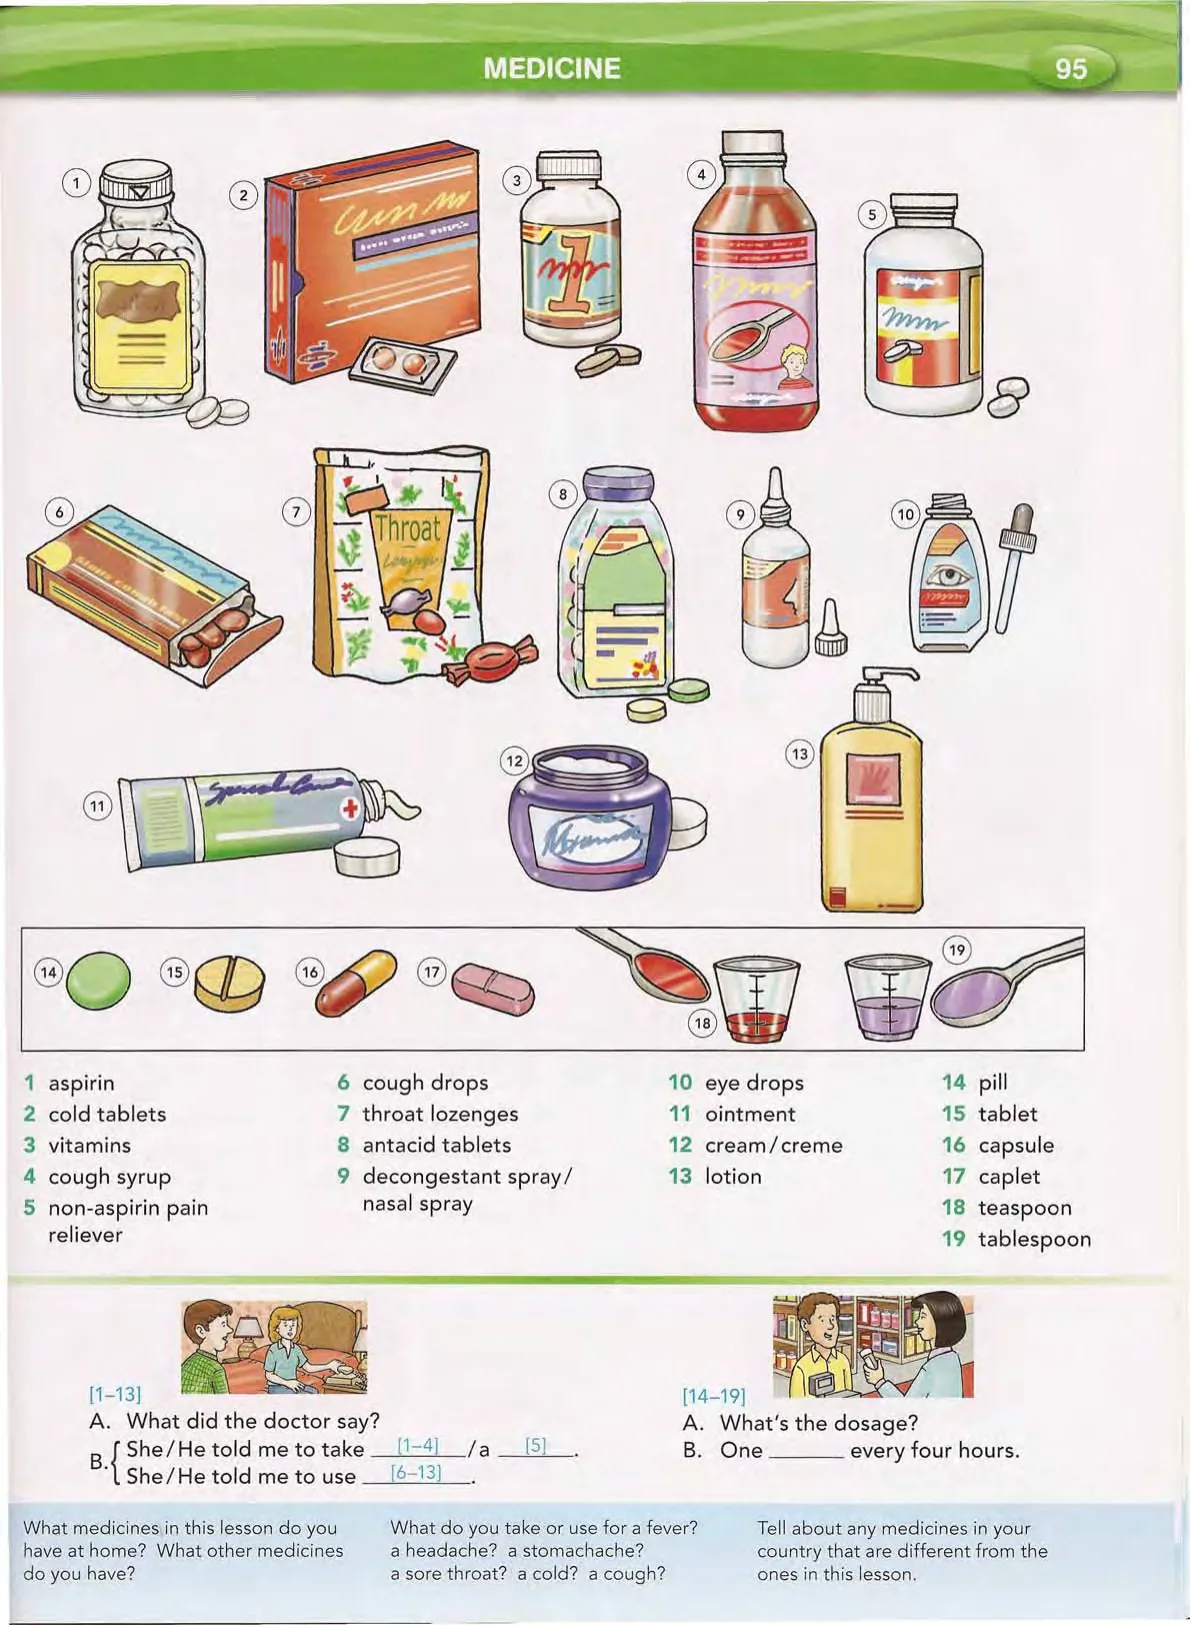 MEDICINE
95
1
2
3
4
5
6
7
8
9
10
Throat
11
12
13
14
15
16
17
18
19
1 aspirin
2 cold tablets
3 vitamins
4 cough syrup
5 non-aspirin pain
reliever
6 cough drops
7 throat lozenges
8 antacid tablets
9 decongestant spray/
nasal spray
10 eye drops
11 ointment
12 cream/creme
13 lotion
14 pill
15 tablet
16 capsule
17 caplet
18 teaspoon
19 tablespoon
[1–13]
A. What did the doctor say?
B. { She/He told me to take [1–4] /a [5] .
She/He told me to use [6–13] .
[14–19]
A. What's the dosage?
B. One ______ every four hours.
What medicines in this lesson do you
have at home? What other medicines
do you have?
What do you take or use for a fever?
a headache? a stomachache?
a sore throat? a cold? a cough?
Tell about any medicines in your
country that are different from the
ones in this lesson.